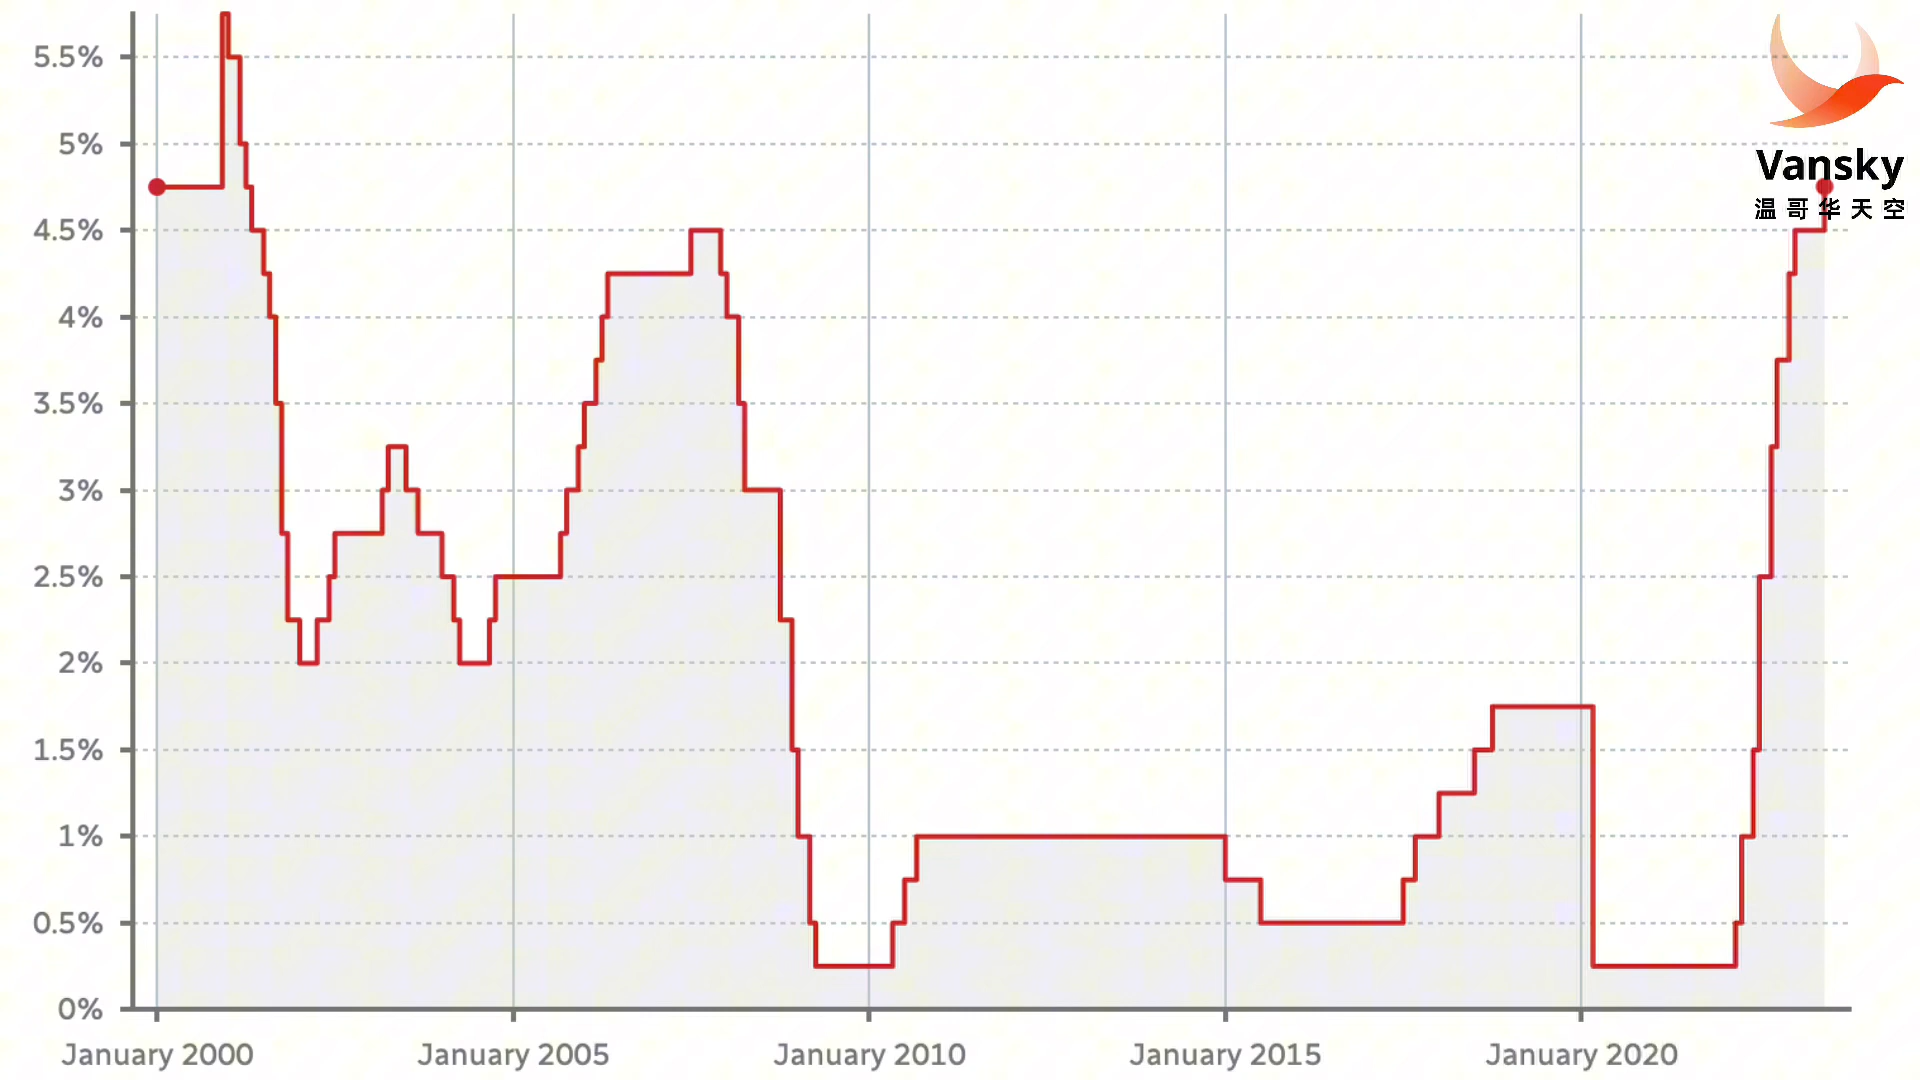 5.5%
5%
4.5%
4%
3.5%
3%
2.5%
2%
1.5%
1%
0.5%
0%
January 2000
January 2005
January 2010
January 2015
January 2020
Vansky
温哥华天空